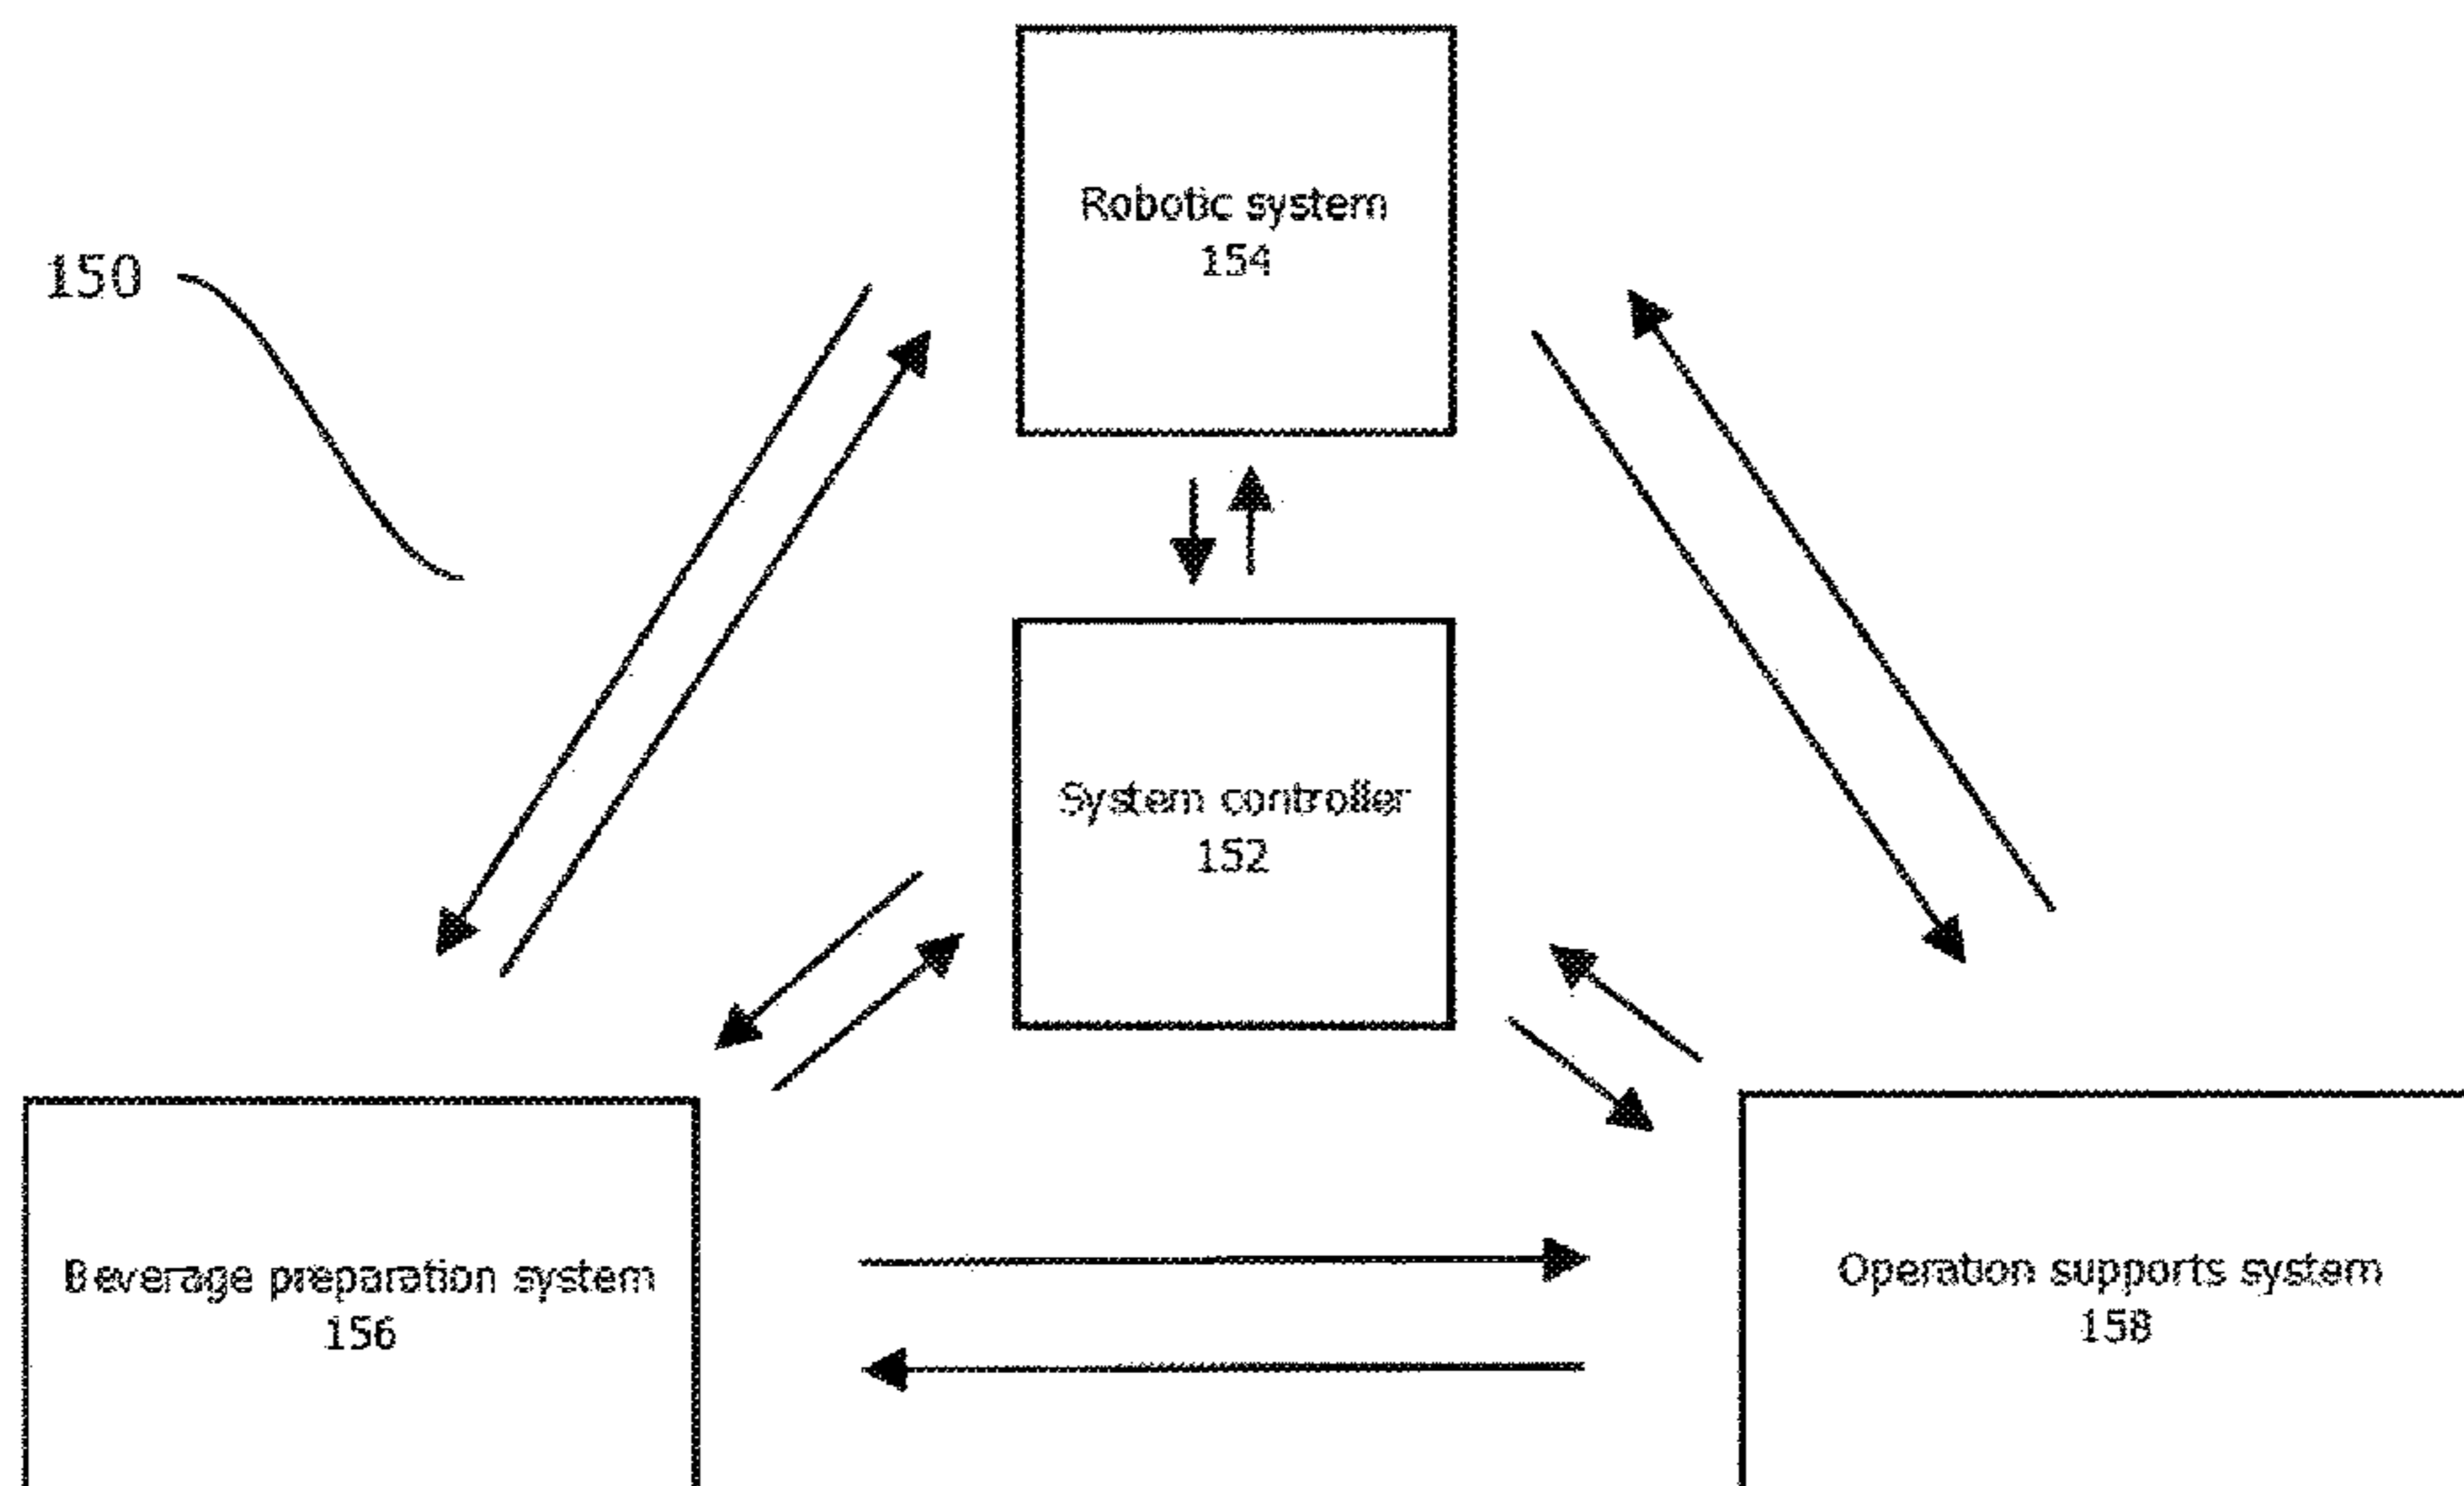 Robotic system
154
150
System controller
152
Beverage preparation system
156
Operation supports system
158